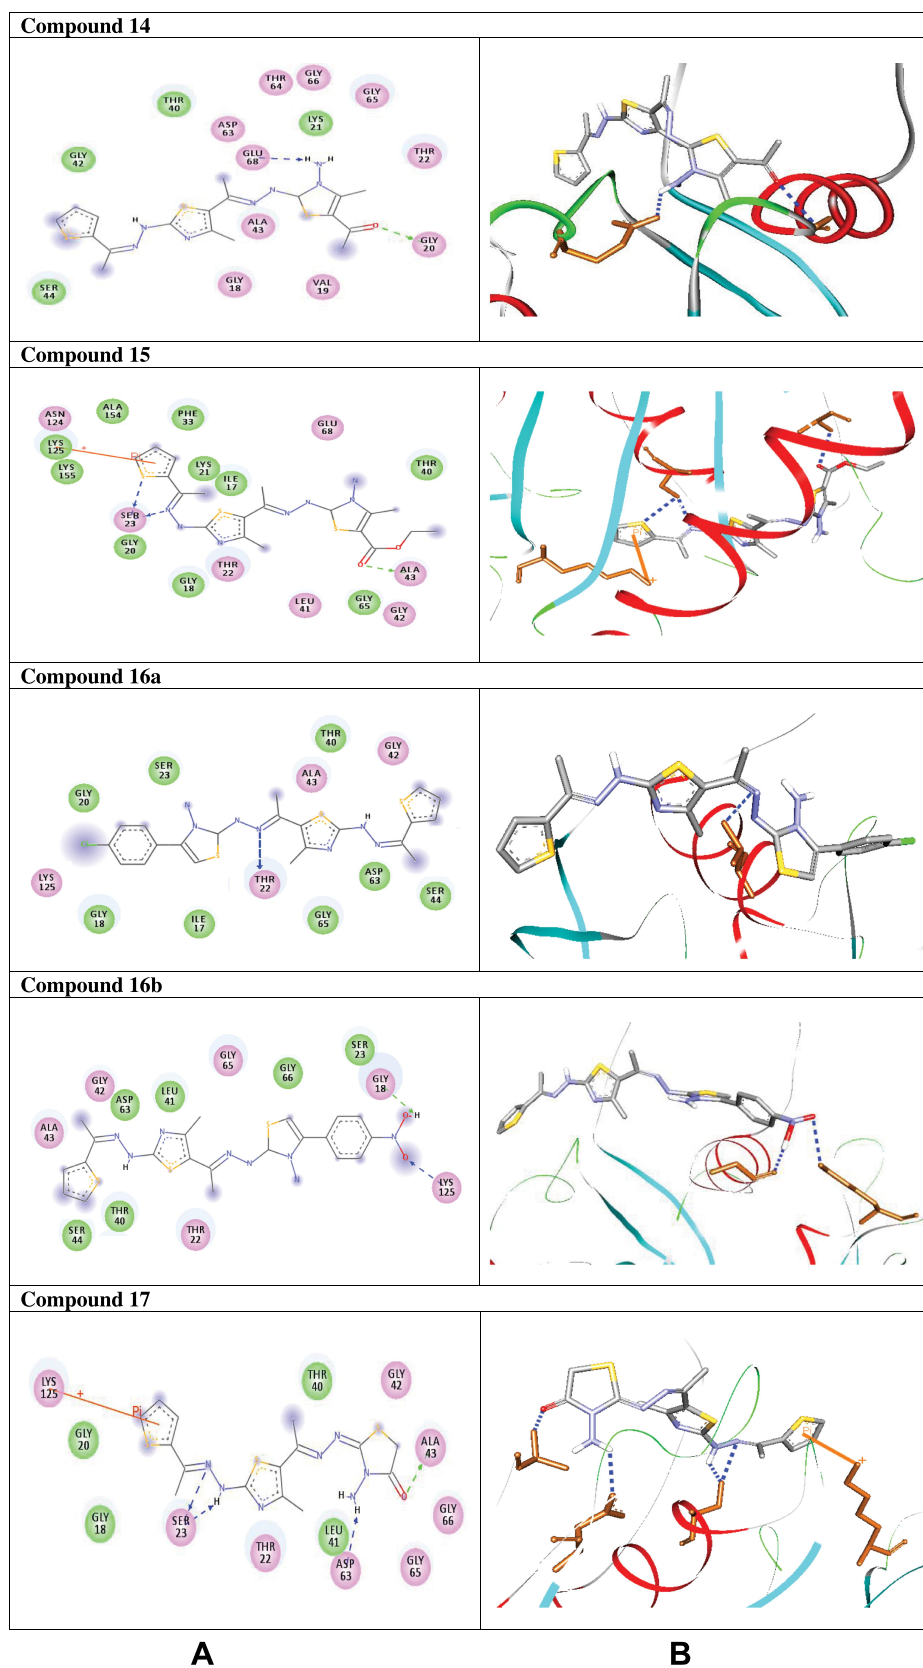 Compound 14
THR 64
GLY 66
GLY 65
THR 40
LYS 21
ASP 63
GLU 68
H
H
N
THR 22
GLY 42
ALA 43
GLY 20
SER 44
GLY 18
VAL 19
Compound 15
ASN 124
ALA 154
PHE 33
GLU 68
LYS 125
+
Pi
LYS 155
LYS 21
ILE 17
THR 40
SER 23
GLY 20
THR 22
GLY 18
ALA 43
LEU 41
GLY 65
GLY 42
Pi
+
Compound 16a
THR 40
GLY 42
SER 23
ALA 43
GLY 20
LYS 125
THR 22
ASP 63
SER 44
GLY 18
ILE 17
GLY 65
Compound 16b
SER 23
GLY 65
GLY 66
GLY 18
GLY 42
ASP 63
LEU 41
ALA 43
LYS 125
THR 40
SER 44
THR 22
Compound 17
LYS 125
+
Pi
THR 40
GLY 42
GLY 20
ALA 43
GLY 18
SER 23
THR 22
LEU 41
ASP 63
GLY 66
GLY 65
Pi
+
A
B